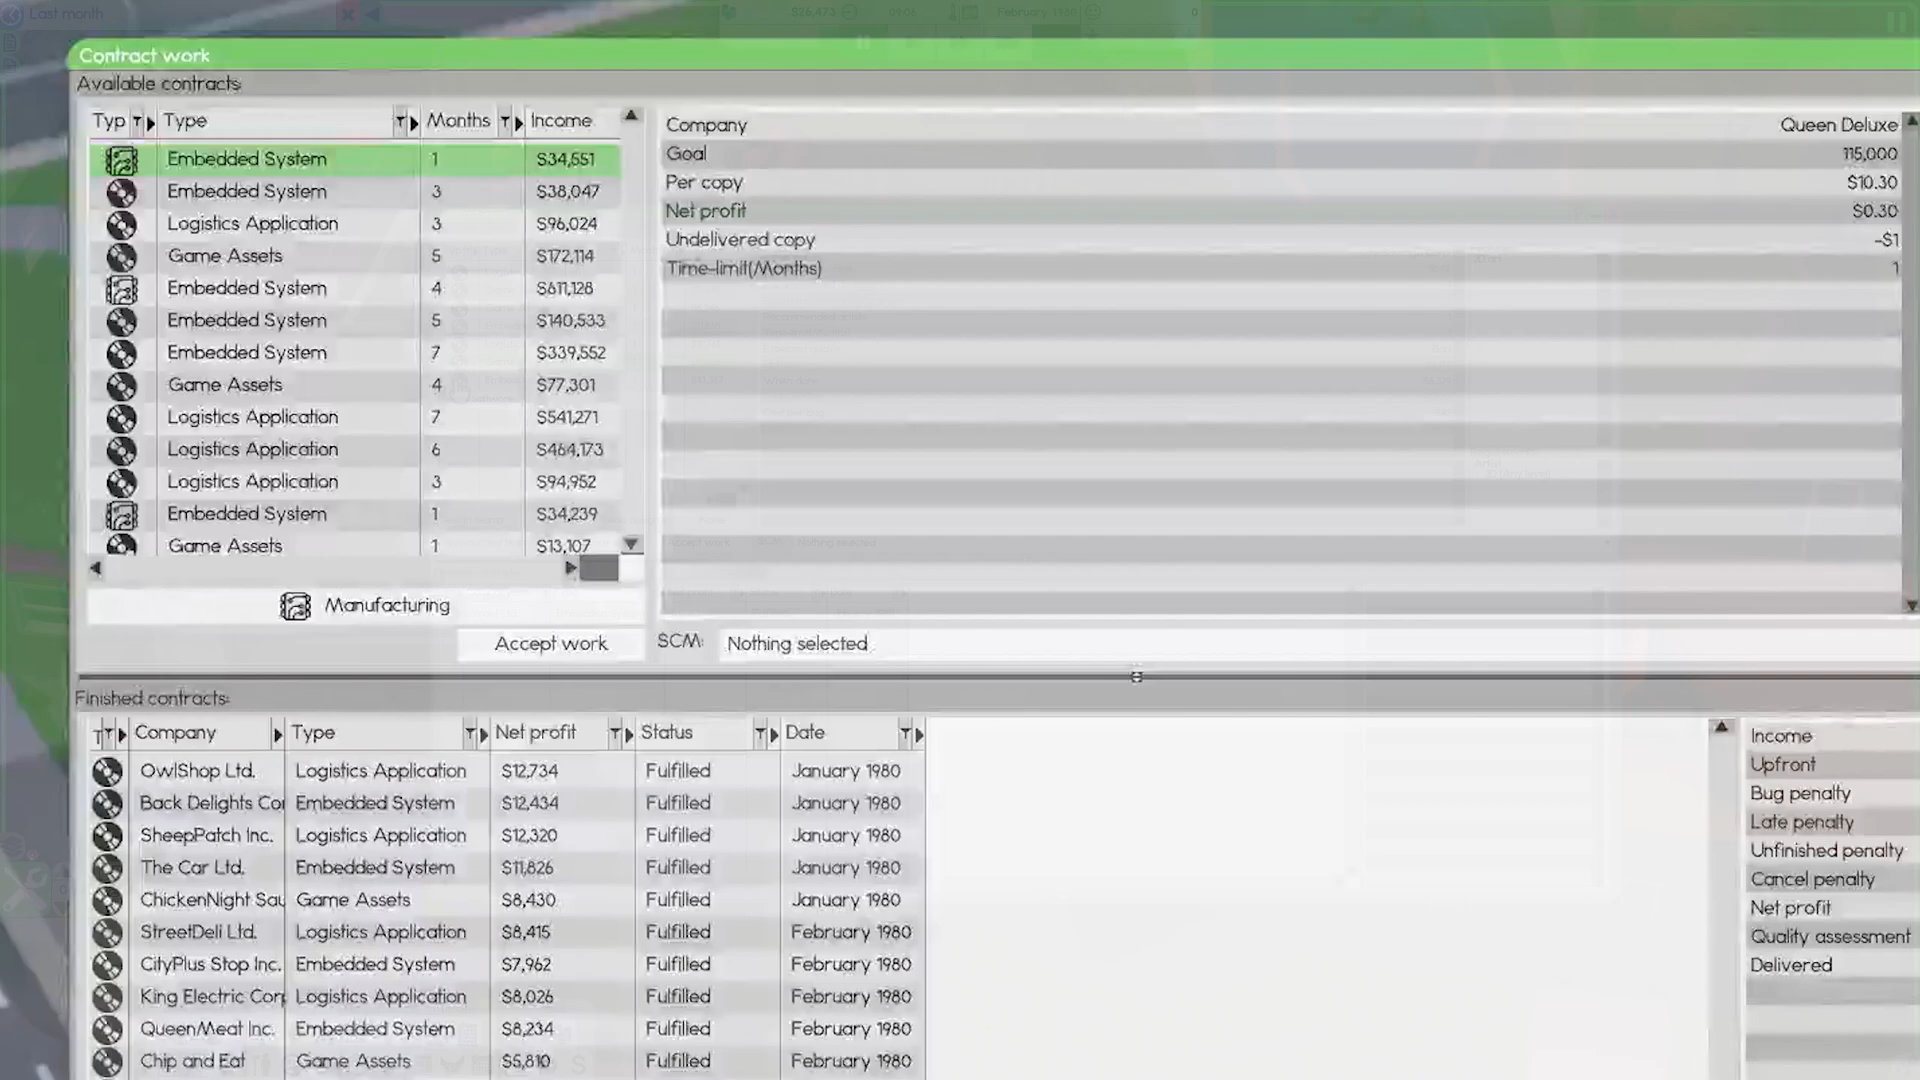 Last month
$26,473
February 1980
0
Contract work
Available contracts:
Typ Type Months Income
Embedded System 1 $34,551
Embedded System 3 $38,047
Logistics Application 3 $96,024
Game Assets 5 $172,114
Embedded System 4 $611,128
Embedded System 5 $140,533
Embedded System 7 $339,552
Game Assets 4 $77,301
Logistics Application 7 $541,271
Logistics Application 6 $464,173
Logistics Application 3 $94,952
Embedded System 1 $34,239
Game Assets 1 $13,107
Manufacturing
Accept work
Company Queen Deluxe
Goal 115,000
Per copy $10.30
Net profit $0.30
Undelivered copy -$1
Time-limit(Months) 1
SCM: Nothing selected
Finished contracts:
T Company Type Net profit Status Date
OwlShop Ltd. Logistics Application $12,734 Fulfilled January 1980
Back Delights Co Embedded System $12,434 Fulfilled January 1980
SheepPatch Inc. Logistics Application $12,320 Fulfilled January 1980
The Car Ltd. Embedded System $11,826 Fulfilled January 1980
ChickenNight Sau Game Assets $8,430 Fulfilled January 1980
StreetDeli Ltd. Logistics Application $8,415 Fulfilled February 1980
CityPlus Stop Inc. Embedded System $7,962 Fulfilled February 1980
King Electric Corp Logistics Application $8,026 Fulfilled February 1980
QueenMeat Inc. Embedded System $8,234 Fulfilled February 1980
Chip and Eat Game Assets $5,810 Fulfilled February 1980
Income
Upfront
Bug penalty
Late penalty
Unfinished penalty
Cancel penalty
Net profit
Quality assessment
Delivered